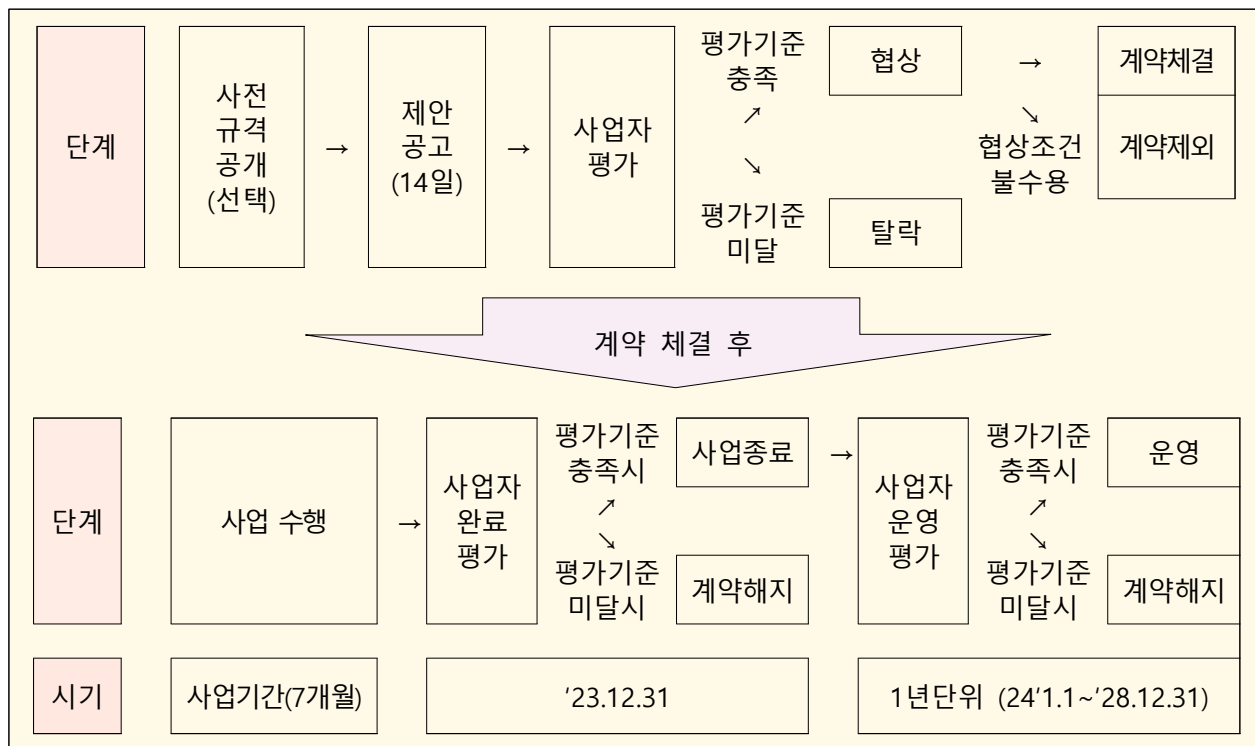 단계
사전
규격
공개
(선택)
→
제안
공고
(14일)
→
사업자
평가
평가기준
충족
↗
↘
평가기준
미달
협상
탈락
→
↘
협상조건
불수용
계약체결
계약제외
계약 체결 후
단계
사업 수행
→
사업자
완료
평가
평가기준
충족시
↗
↘
평가기준
미달시
사업종료
계약해지
→
사업자
운영
평가
평가기준
충족시
↗
↘
평가기준
미달시
운영
계약해지
시기
사업기간(7개월)
'23.12.31
1년단위 (24'1.1~'28.12.31)